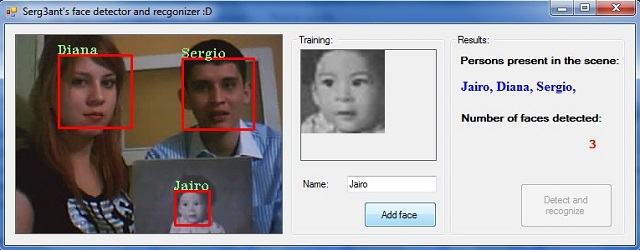 Serg3ant's face detector and recgonizer :D
Diana
Sergio
Jairo
Training:
Name:
Jairo
Add face
Results:
Persons present in the scene:
Jairo, Diana, Sergio,
Number of faces detected:
3
Detect and
recognize